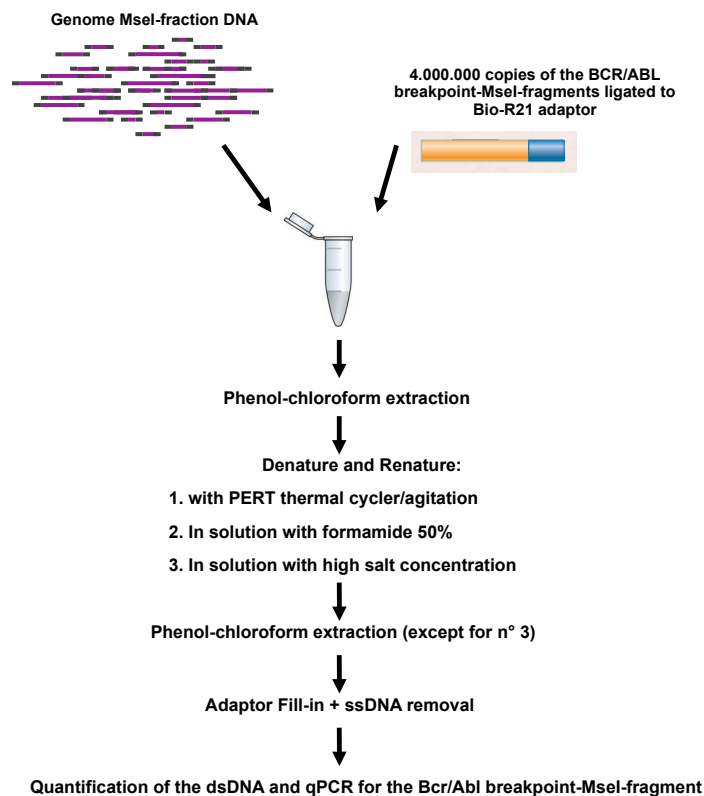 Genome MseI-fraction DNA
4.000.000 copies of the BCR/ABL
breakpoint-MseI-fragments ligated to
Bio-R21 adaptor
Phenol-chloroform extraction
Denature and Renature:
1. with PERT thermal cycler/agitation
2. In solution with formamide 50%
3. In solution with high salt concentration
Phenol-chloroform extraction (except for n° 3)
Adaptor Fill-in + ssDNA removal
Quantification of the dsDNA and qPCR for the Bcr/Abl breakpoint-MseI-fragment